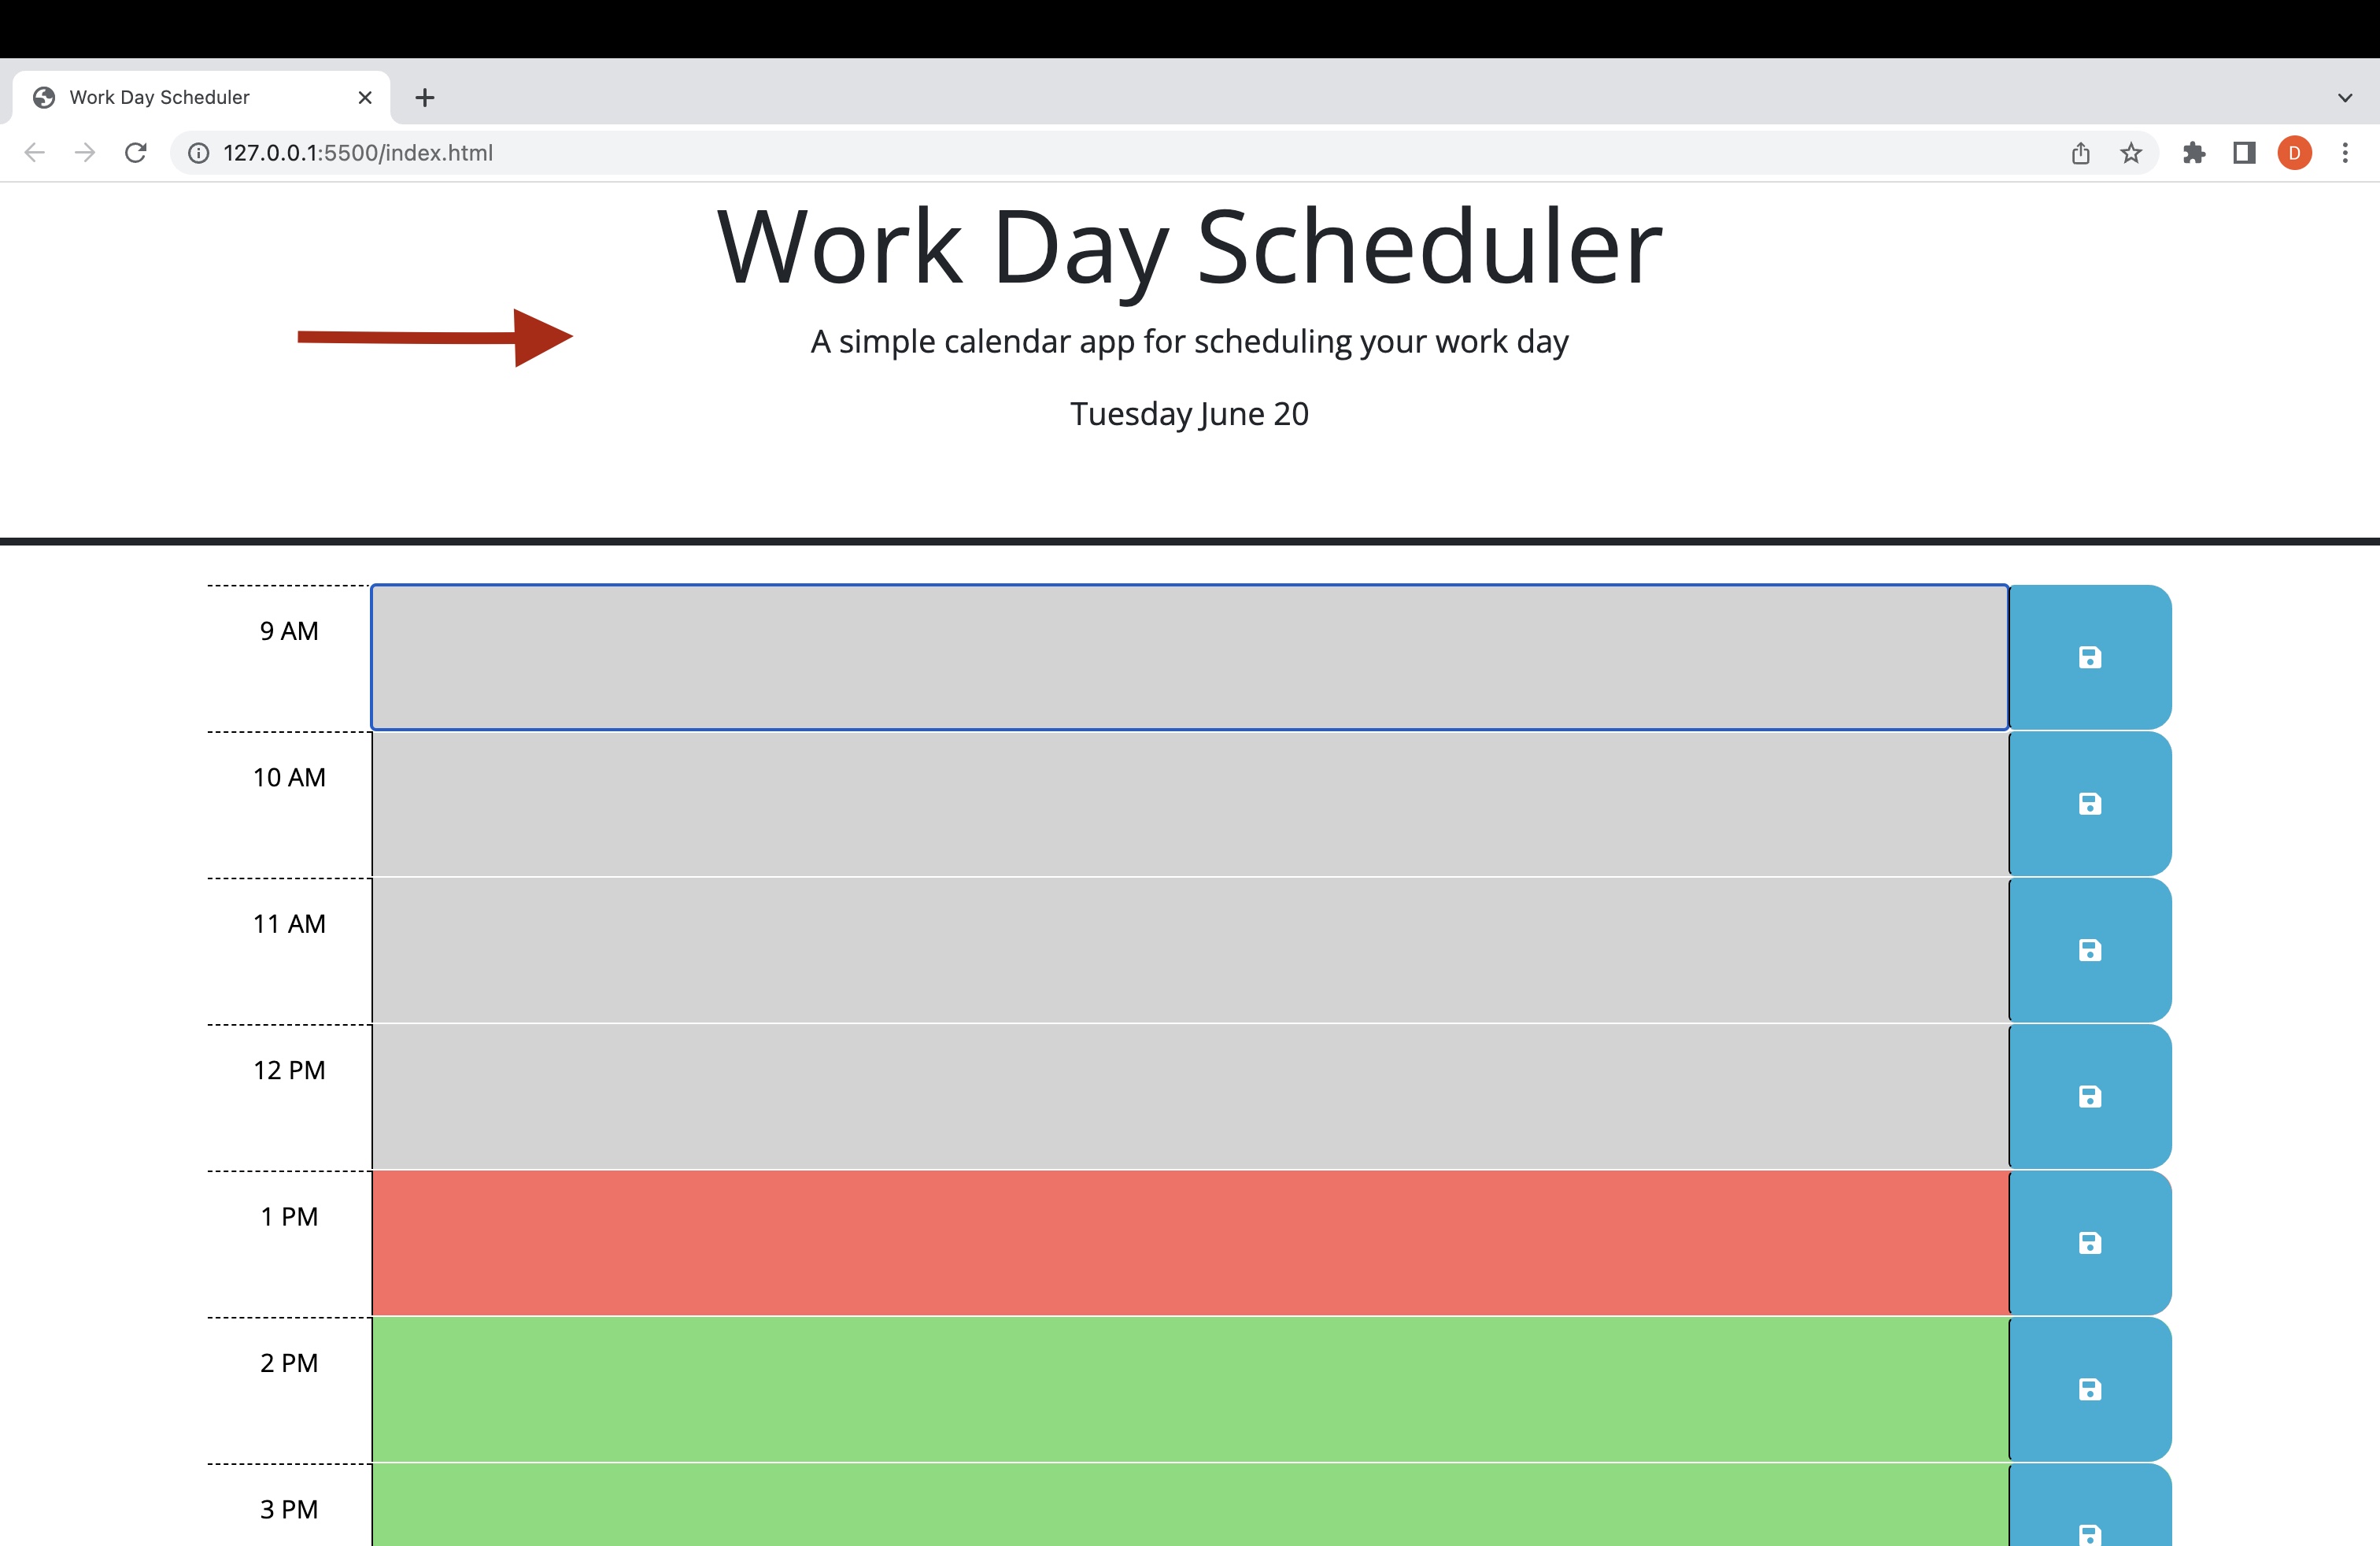 Work Day Scheduler
127.0.0.1:5500/index.html
D
Work Day Scheduler
A simple calendar app for scheduling your work day
Tuesday June 20
9 AM
10 AM
11 AM
12 PM
1 PM
2 PM
3 PM